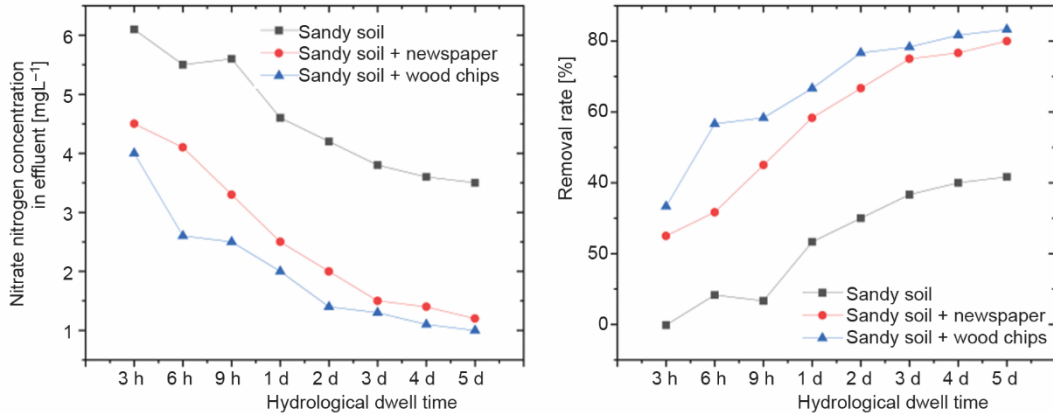 Nitrate nitrogen concentration
in effluent [mgL–1]
6
5
4
3
2
1
Sandy soil
Sandy soil + newspaper
Sandy soil + wood chips
3 h 6 h 9 h 1 d 2 d 3 d 4 d 5 d
Hydrological dwell time
Removal rate [%]
80
60
40
50
0
Sandy soil
Sandy soil + newspaper
Sandy soil + wood chips
3 h 6 h 9 h 1 d 2 d 3 d 4 d 5 d
Hydrological dwell time